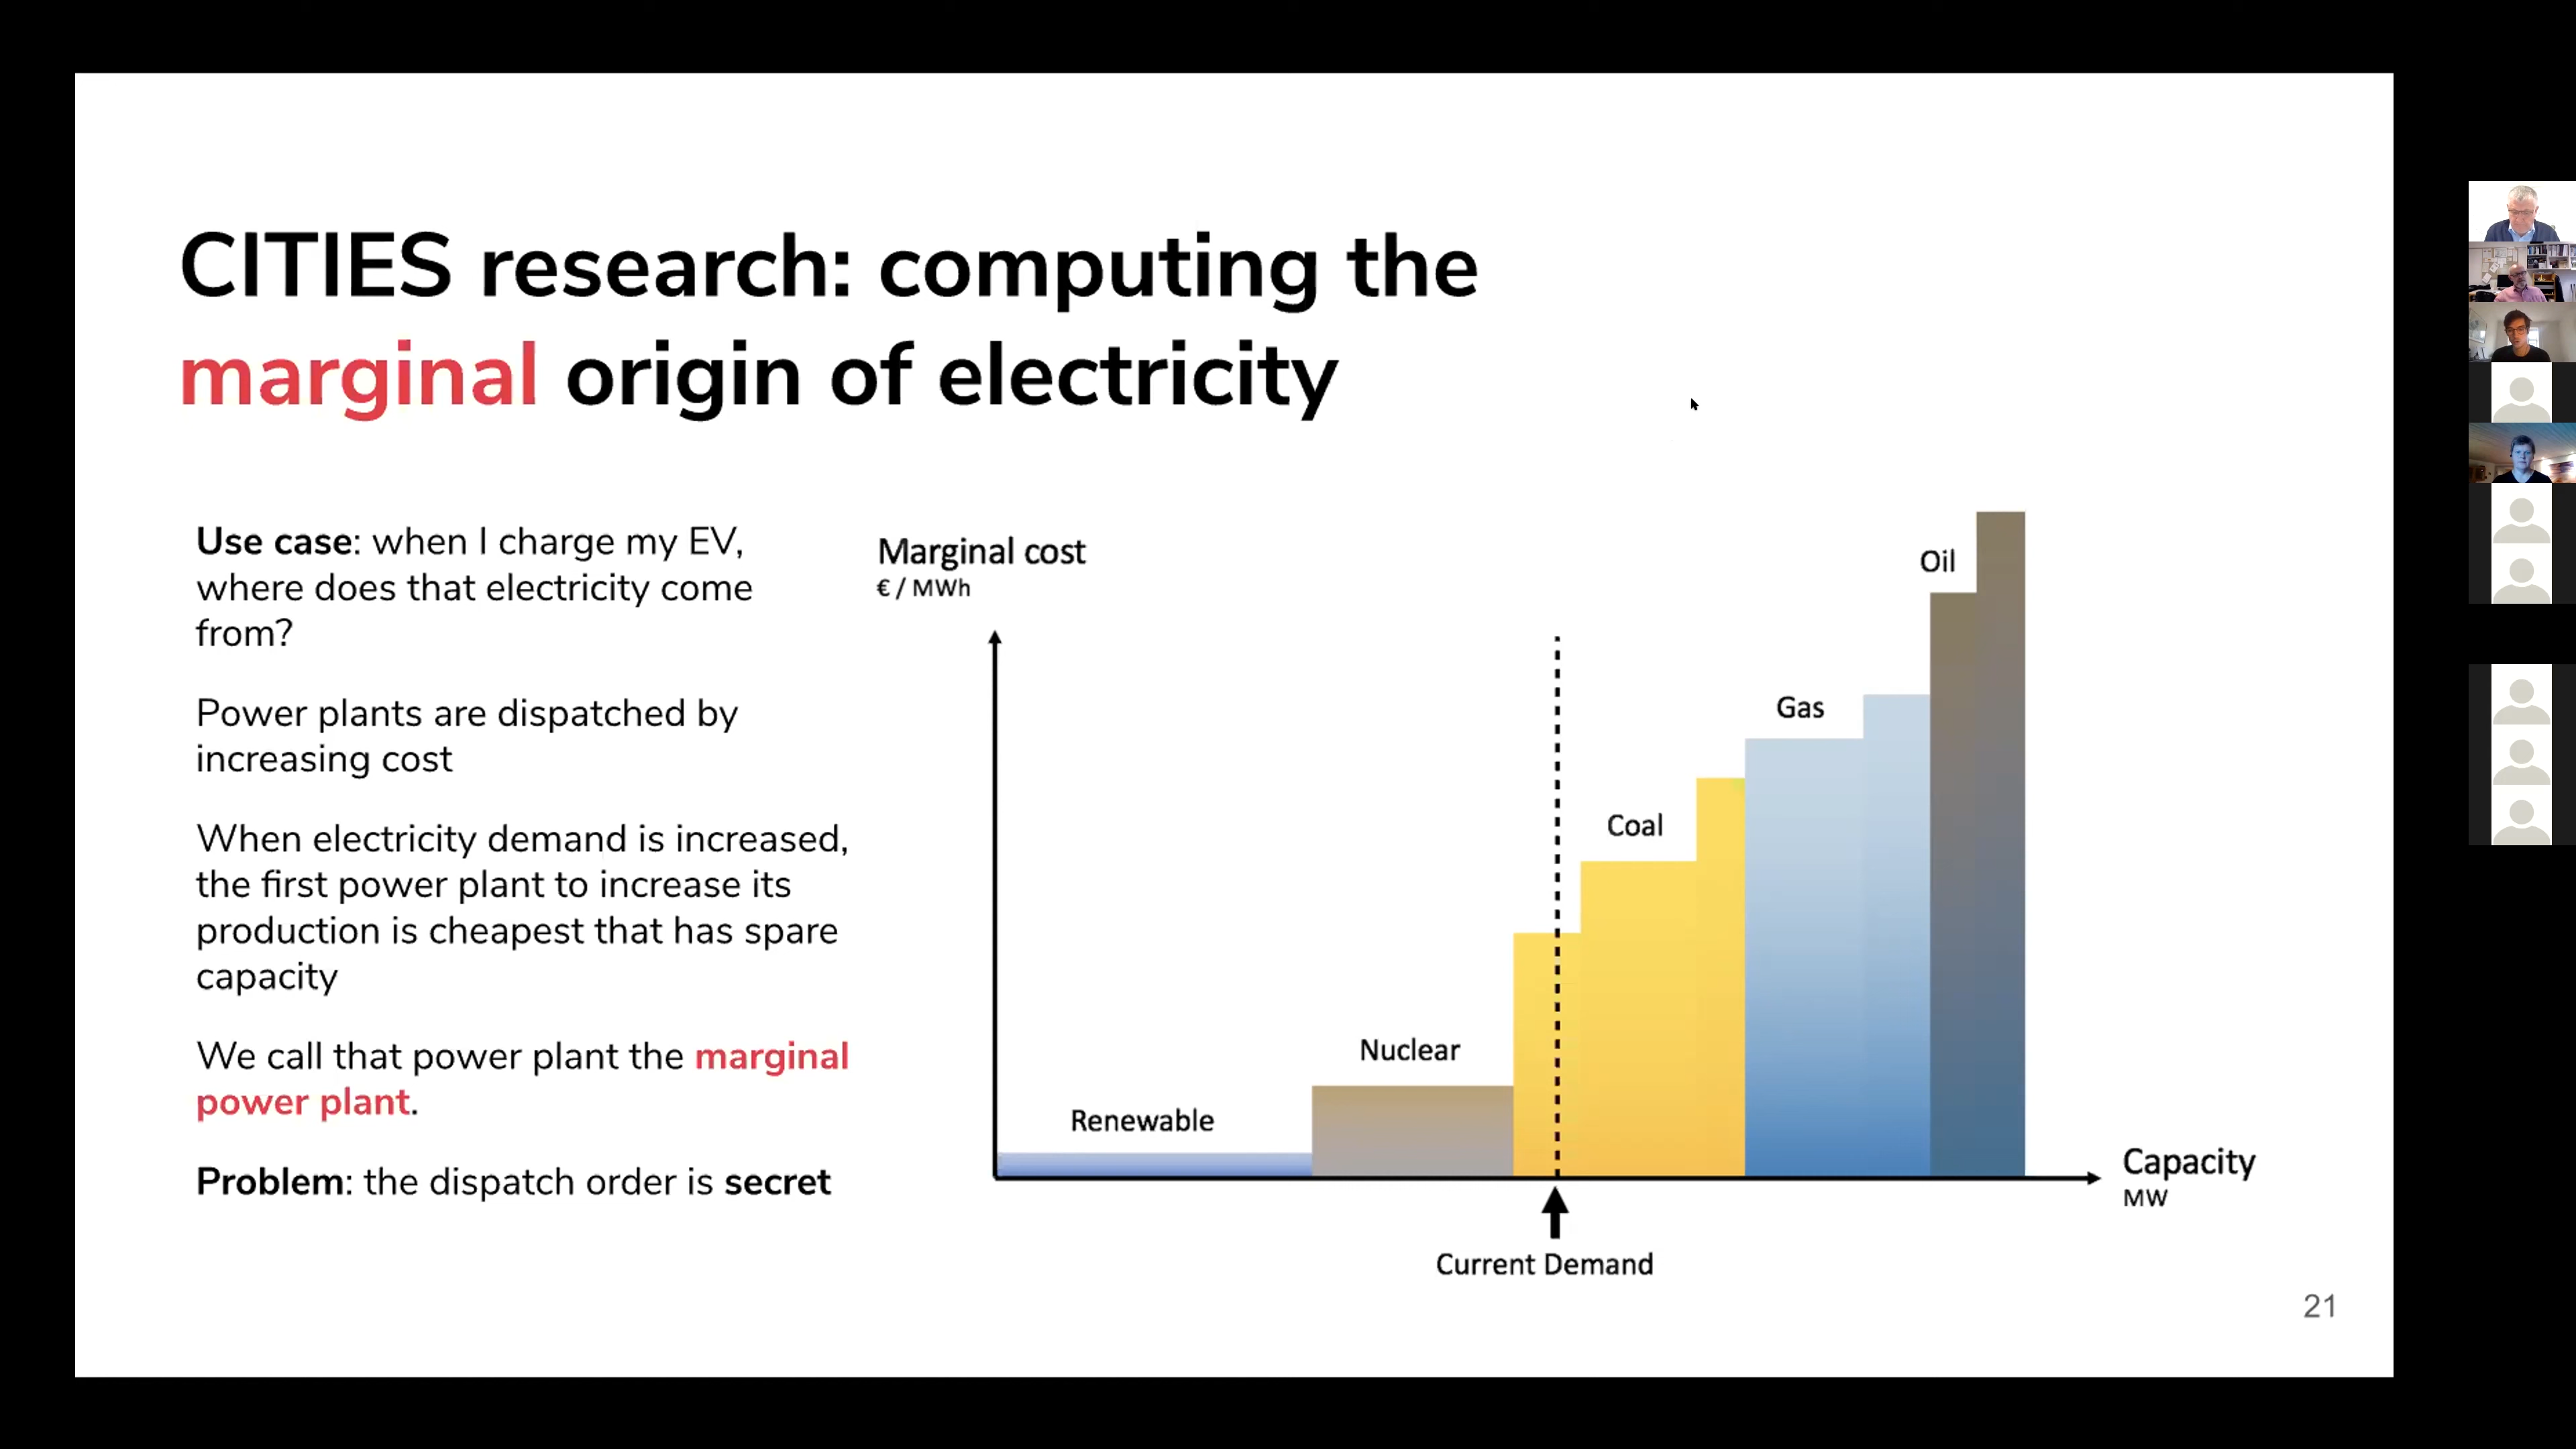 CITIES research: computing the
marginal origin of electricity
Use case: when I charge my EV,
where does that electricity come
from?
Power plants are dispatched by
increasing cost
When electricity demand is increased,
the first power plant to increase its
production is cheapest that has spare
capacity
We call that power plant the marginal
power plant.
Problem: the dispatch order is secret
Marginal cost
€ / MWh
Renewable
Nuclear
Coal
Gas
Oil
Capacity
MW
Current Demand
21